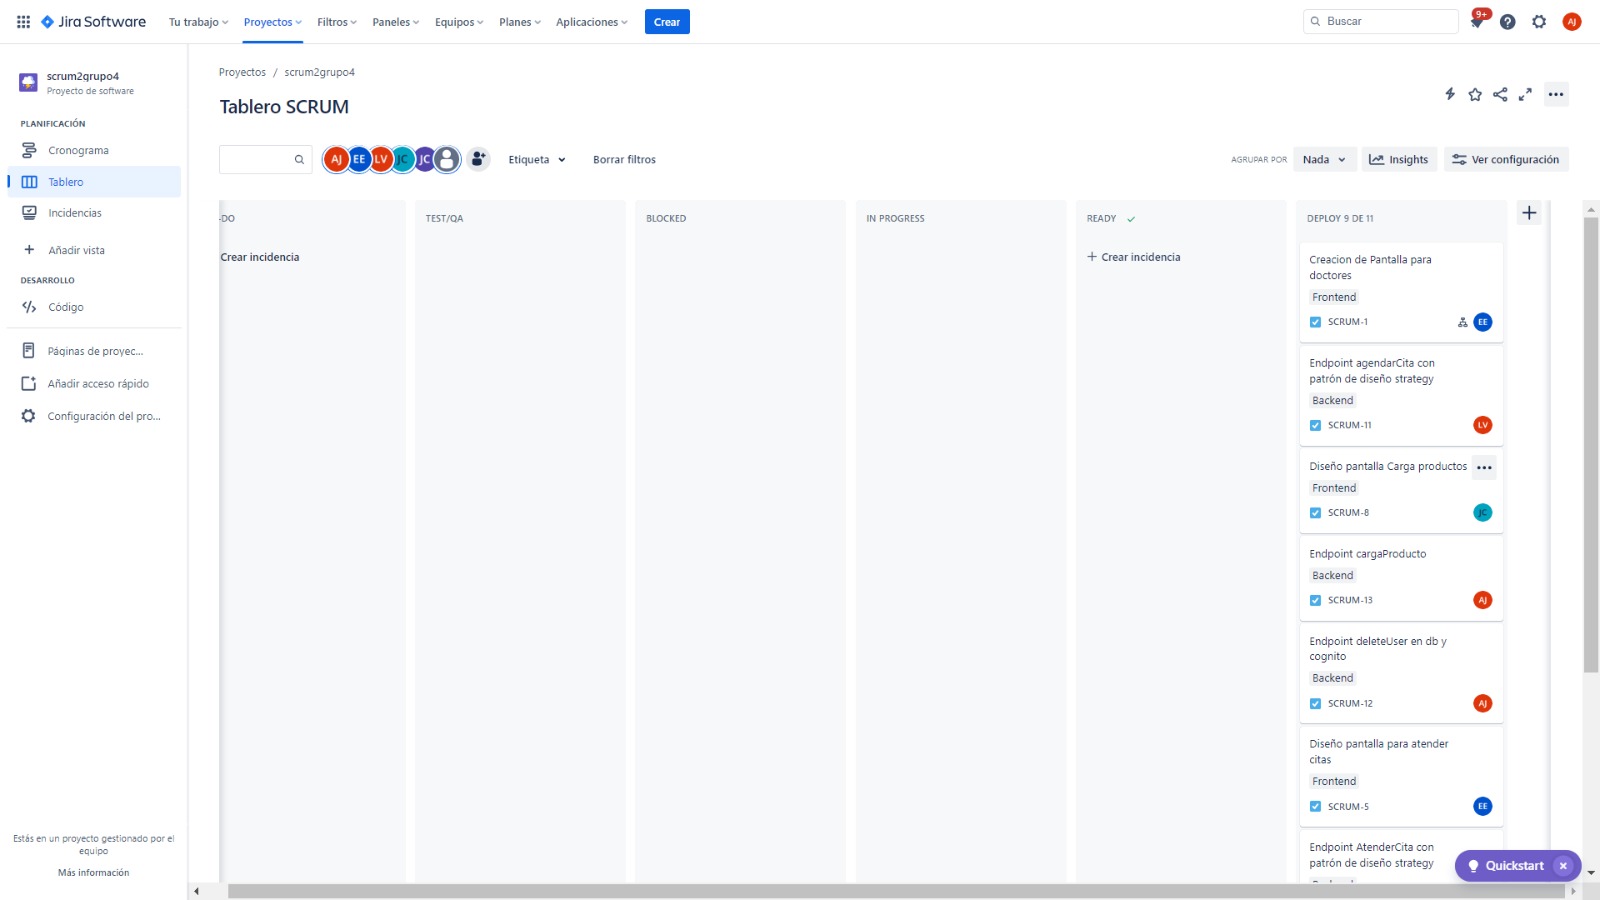 Jira Software
Tu trabajo
Proyectos
Filtros
Paneles
Equipos
Planes
Aplicaciones
Crear
Buscar
9+
AJ
scrum2grupo4
Proyecto de software
PLANIFICACIÓN
Cronograma
Tablero
Incidencias
Añadir vista
DESARROLLO
Código
Páginas de proyec...
Añadir acceso rápido
Configuración del pro...
Estás en un proyecto gestionado por el
equipo
Más información
Proyectos / scrum2grupo4
Tablero SCRUM
AJ EE LV JC JC
Etiqueta
Borrar filtros
AGRUPAR POR
Nada
Insights
Ver configuración
-DO
Crear incidencia
TEST/QA
BLOCKED
IN PROGRESS
READY
+ Crear incidencia
DEPLOY 9 DE 11
Creacion de Pantalla para
doctores
Frontend
SCRUM-1
EE
Endpoint agendarCita con
patrón de diseño strategy
Backend
SCRUM-11
LV
Diseño pantalla Carga productos
Frontend
SCRUM-8
JC
Endpoint cargaProducto
Backend
SCRUM-13
AJ
Endpoint deleteUser en db y
cognito
Backend
SCRUM-12
AJ
Diseño pantalla para atender
citas
Frontend
SCRUM-5
EE
Endpoint AtenderCita con
patrón de diseño strategy
Quickstart